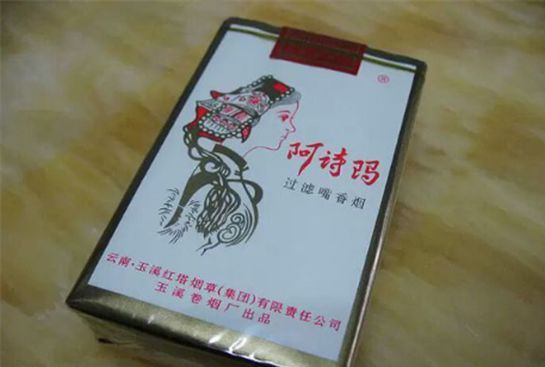 ®
阿诗玛
过滤嘴香烟
云南·玉溪红塔烟草(集团)有限责任公司
玉溪卷烟厂出品